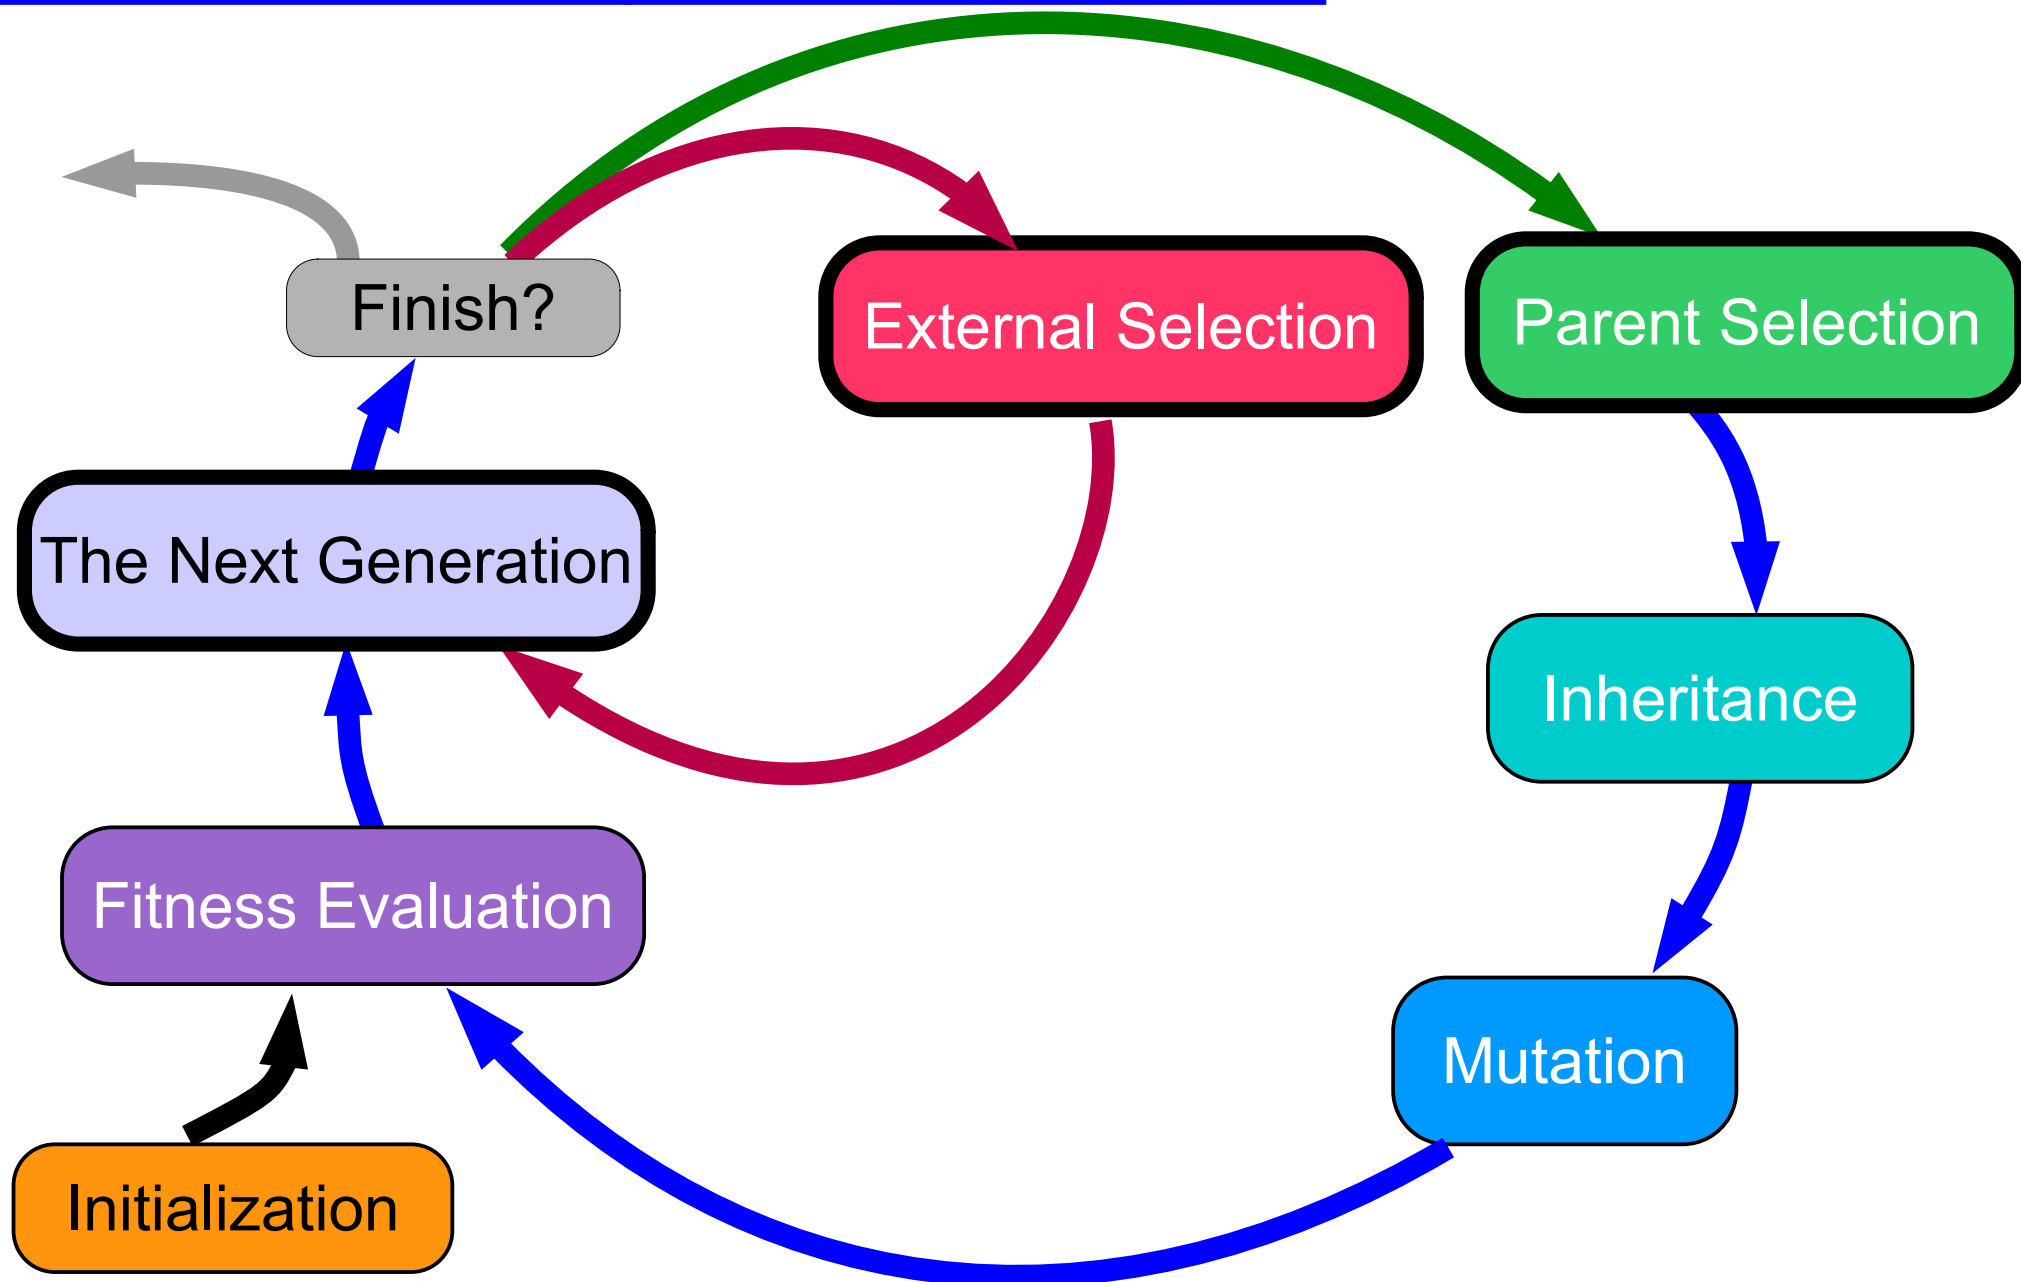 Finish?
External Selection
Parent Selection
The Next Generation
Inheritance
Fitness Evaluation
Mutation
Initialization